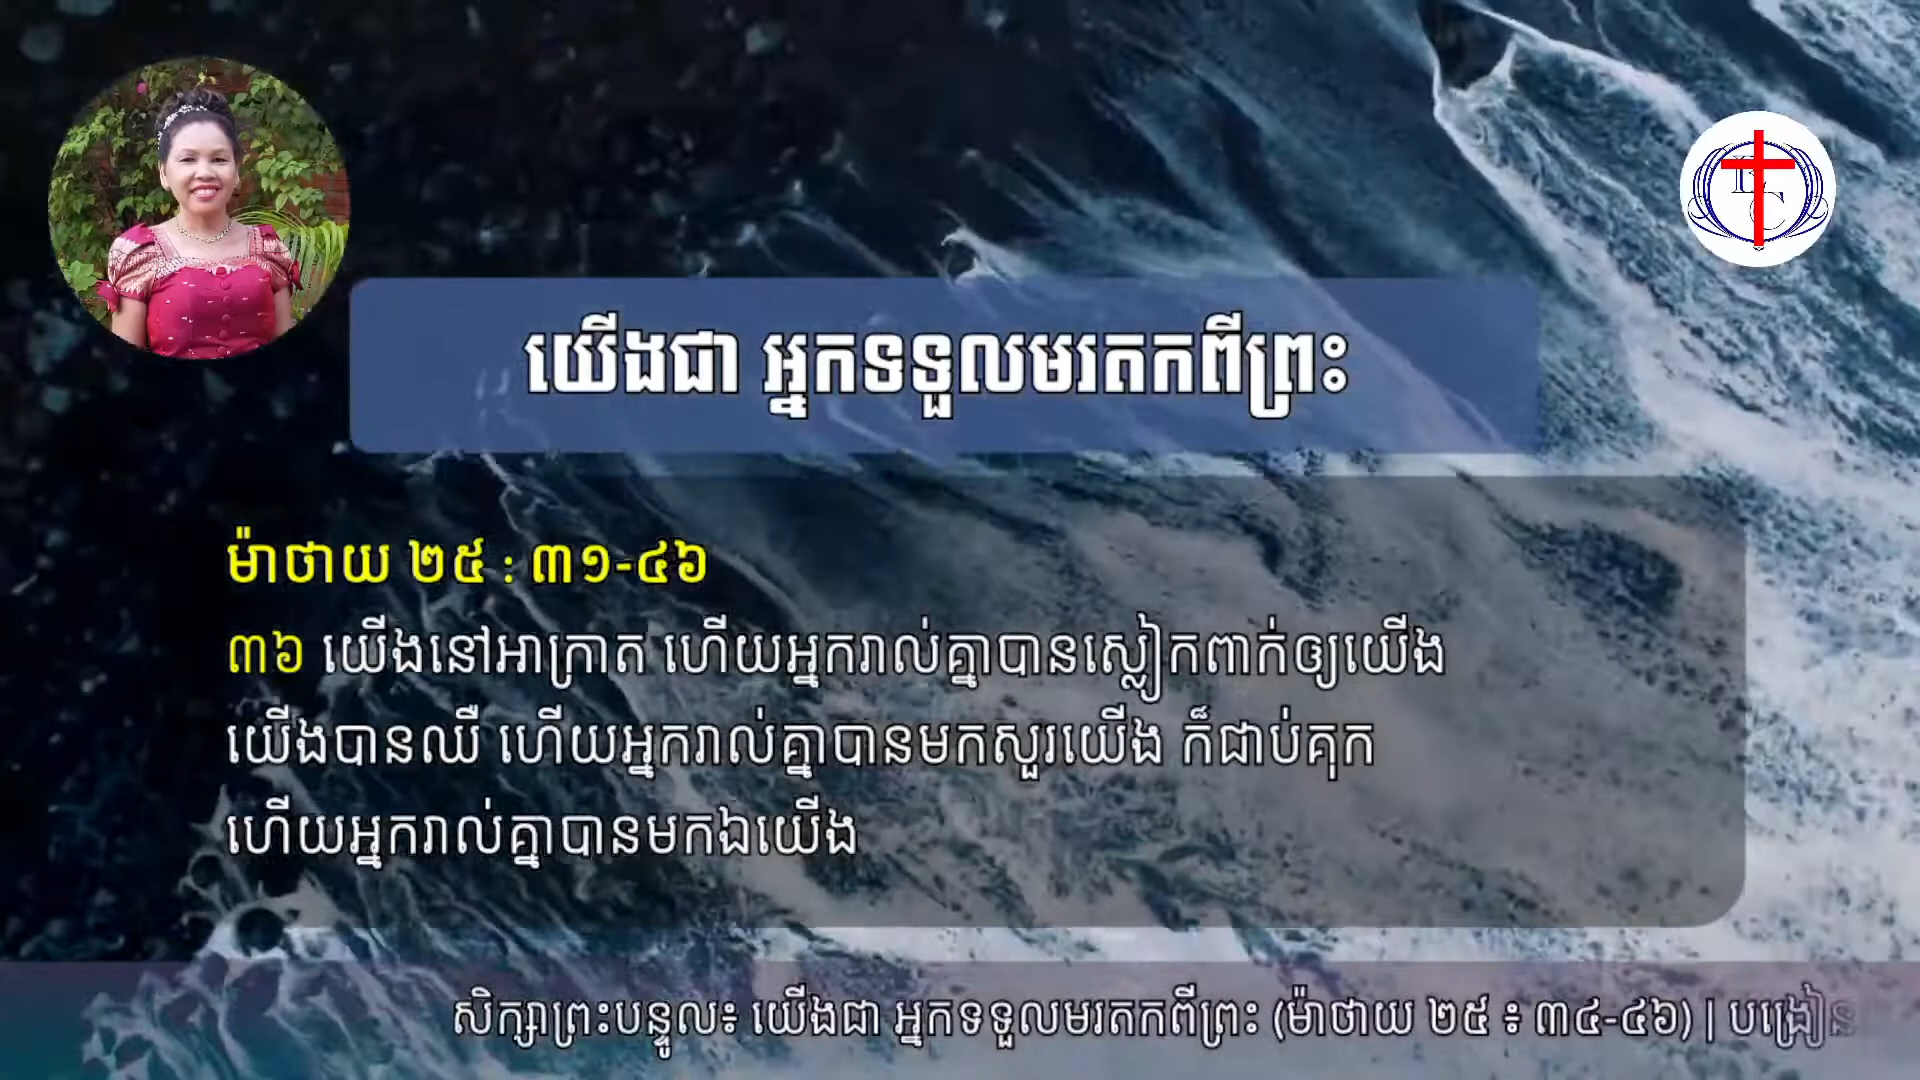 យើងជា អ្នកទទួលមរតកពីព្រះ
ម៉ាថាយ ២៥ : ៣១-៤៦
៣៦ យើងនៅអាក្រាត ហើយអ្នករាល់គ្នាបានស្លៀកពាក់ឲ្យយើង
យើងបានឈឺ ហើយអ្នករាល់គ្នាបានមកសួរយើង ក៏ជាប់គុក
ហើយអ្នករាល់គ្នាបានមកឯយើង
សិក្សាព្រះបន្ទូល៖ យើងជា អ្នកទទួលមរតកពីព្រះ (ម៉ាថាយ ២៥ ៖ ៣៤-៤៦) | បង្រៀន